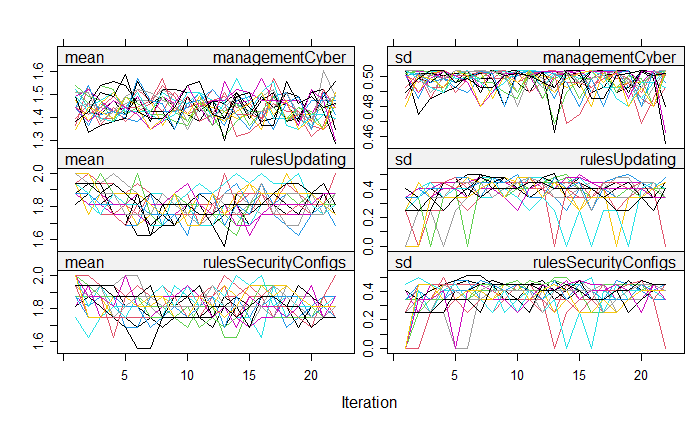 mean managementCyber
sd managementCyber
1.3 1.4 1.5 1.6
0.46 0.48 0.50
mean rulesUpdating
sd rulesUpdating
1.6 1.8 2.0
0.0 0.2 0.4
mean rulesSecurityConfigs
sd rulesSecurityConfigs
1.6 1.8 2.0
0.0 0.2 0.4
5 10 15 20
5 10 15 20
Iteration